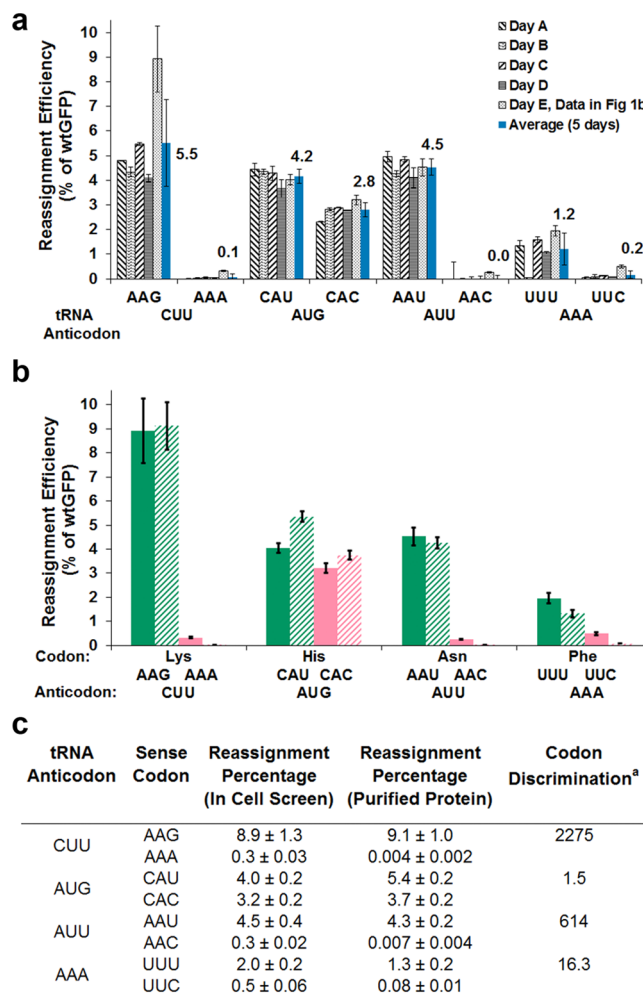 a
Reassignment Efficiency
(% of wtGFP)
10
9
8
7
6
5
4
3
2
1
0
Day A
Day B
Day C
Day D
Day E, Data in Fig 1b
Average (5 days)
5.5
0.1
4.2
2.8
4.5
0.0
1.2
0.2
AAG AAA CAU CAC AAU AAC UUU UUC
tRNA
Anticodon
CUU AUG AUU AAA
b
Reassignment Efficiency
(% of wtGFP)
10
9
8
7
6
5
4
3
2
1
0
Codon: Lys His Asn Phe
AAG AAA CAU CAC AAU AAC UUU UUC
Anticodon: CUU AUG AUU AAA
c
tRNA Anticodon Sense Codon Reassignment Percentage (In Cell Screen) Reassignment Percentage (Purified Protein) Codon Discriminationᵃ
CUU AAG 8.9 ± 1.3 9.1 ± 1.0 2275
AAA 0.3 ± 0.03 0.004 ± 0.002
AUG CAU 4.0 ± 0.2 5.4 ± 0.2 1.5
CAC 3.2 ± 0.2 3.7 ± 0.2
AUU AAU 4.5 ± 0.4 4.3 ± 0.2 614
AAC 0.3 ± 0.02 0.007 ± 0.004
AAA UUU 2.0 ± 0.2 1.3 ± 0.2 16.3
UUC 0.5 ± 0.06 0.08 ± 0.01